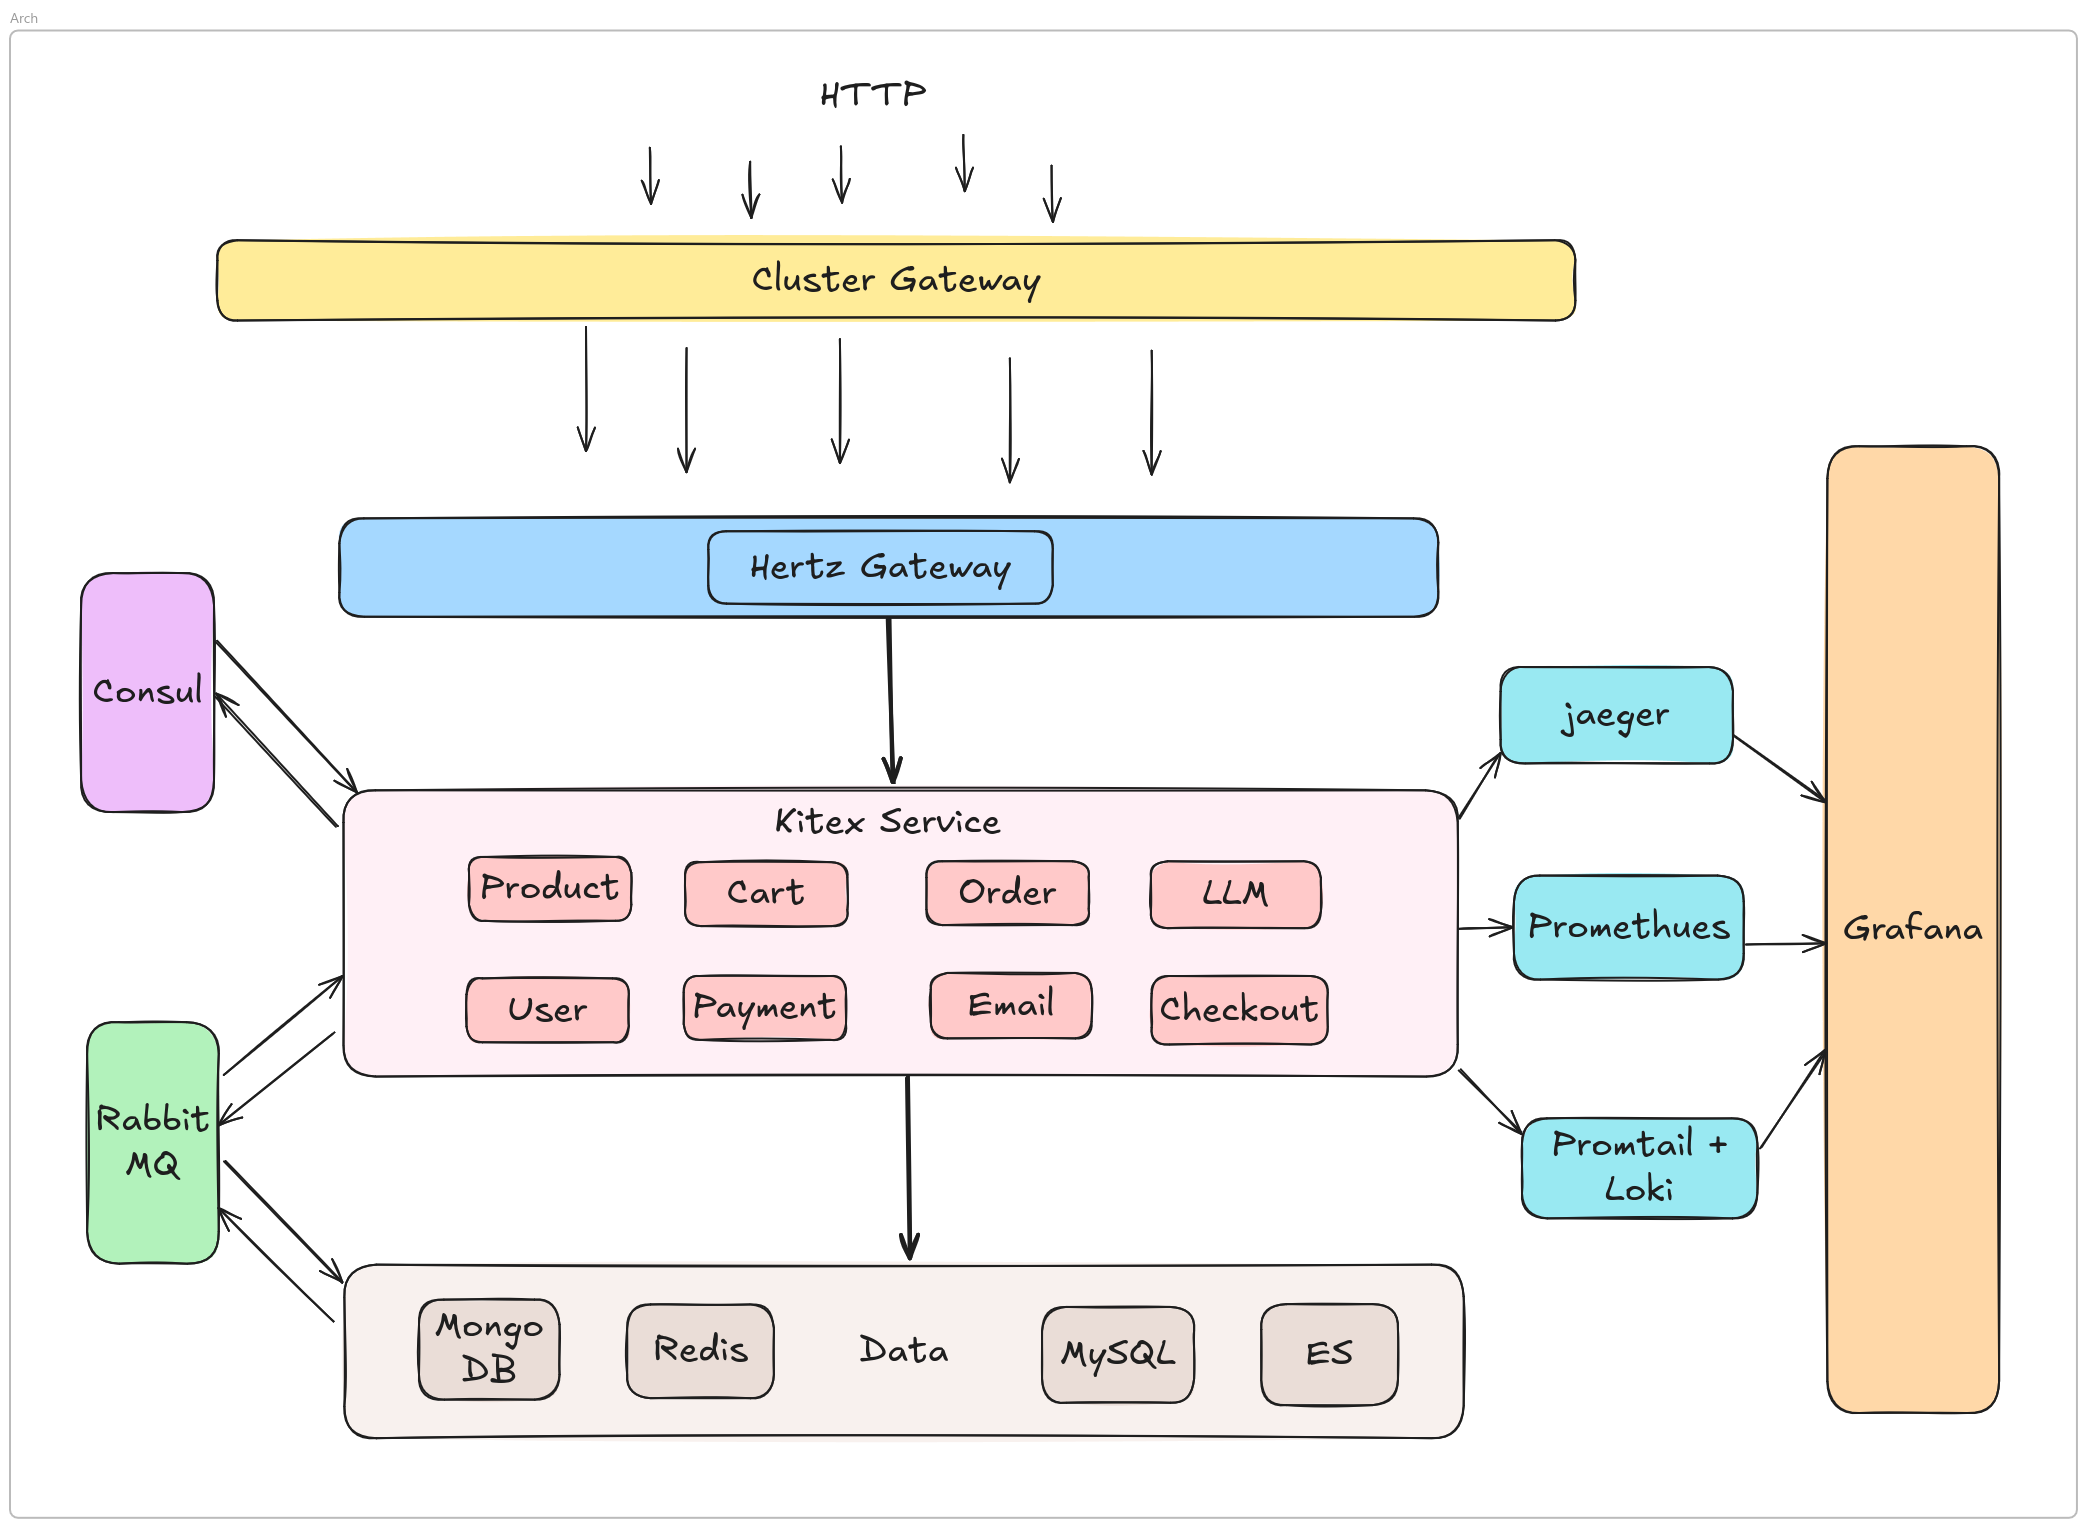 Arch
HTTP
Cluster Gateway
Hertz Gateway
Consul
jaeger
Kitex Service
Product
Cart
Order
LLM
User
Payment
Email
Checkout
Promethues
Grafana
Rabbit
MQ
Promtail +
Loki
Mongo
DB
Redis
Data
MySQL
ES